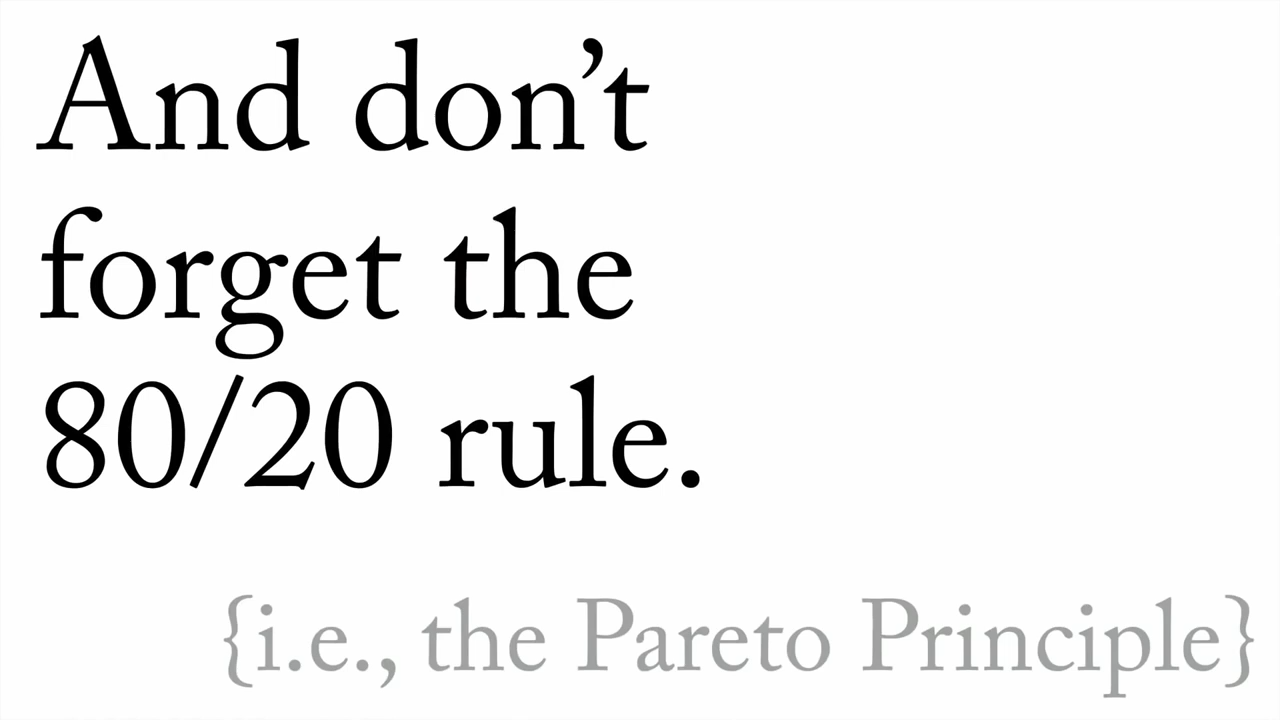 And don’t
forget the
80/20 rule.
{i.e., the Pareto Principle}